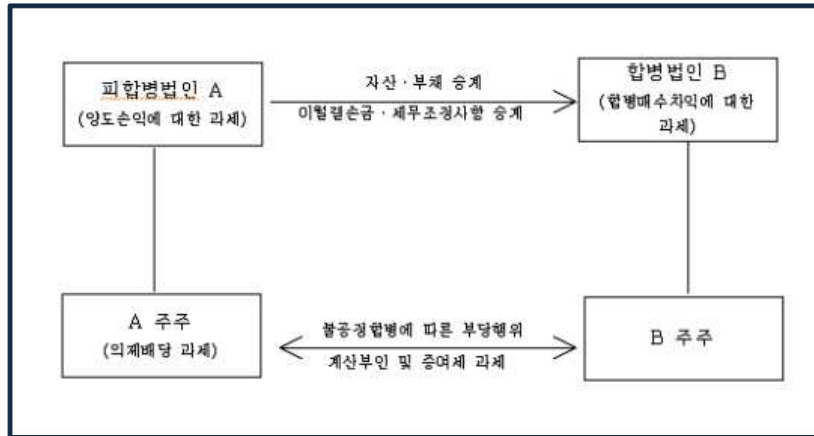 피합병법인 A
(양도손익에 대한 과세)
자산·부채 승계
이월결손금·세무조정사항 승계
합병법인 B
(합병매수차익에 대한
과세)
A 주주
(의제배당 과세)
불공정합병에 따른 부당행위
계산부인 및 증여세 과세
B 주주